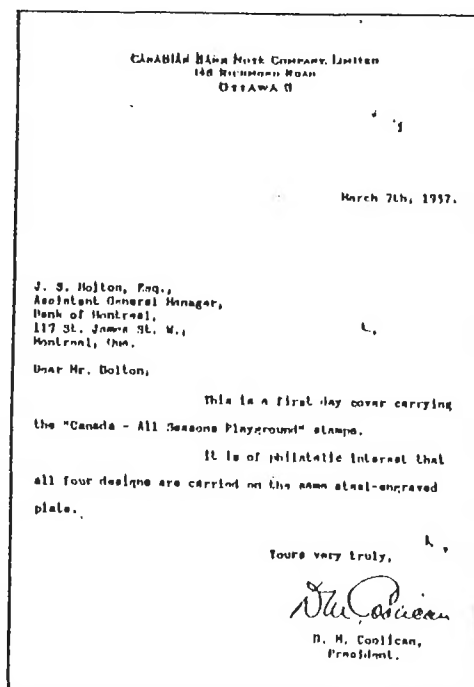 CANADIAN BANK NOTE COMPANY, LIMITED
145 RICHMOND ROAD
OTTAWA
March 7th, 1957.
J. S. Bolton, Esq.,
Assistant General Manager,
Bank of Montreal,
117 St. James St. W.,
Montreal, Que.
Dear Mr. Bolton,
This is a first day cover carrying
the "Canada - All Seasons Playground" stamps.
It is of philatelic interest that
all four designs are carried on the same steel-engraved
plate.
Yours very truly,
D. M. Coolican,
President.